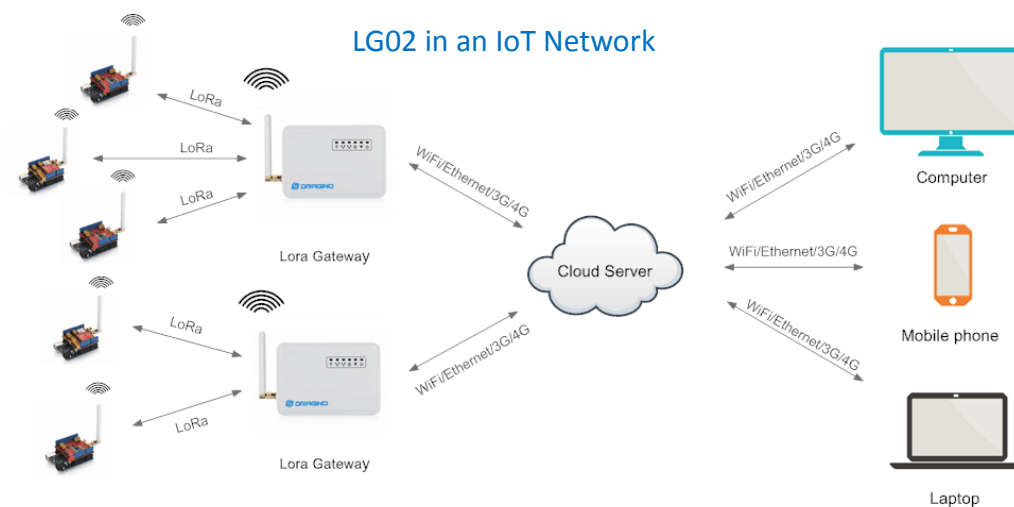 LG02 in an IoT Network
LoRa
LoRa
LoRa
DRAGINO
Lora Gateway
WiFi/Ethernet/3G/4G
LoRa
LoRa
DRAGINO
Lora Gateway
WiFi/Ethernet/3G/4G
Cloud Server
WiFi/Ethernet/3G/4G
Computer
WiFi/Ethernet/3G/4G
Mobile phone
WiFi/Ethernet/3G/4G
Laptop